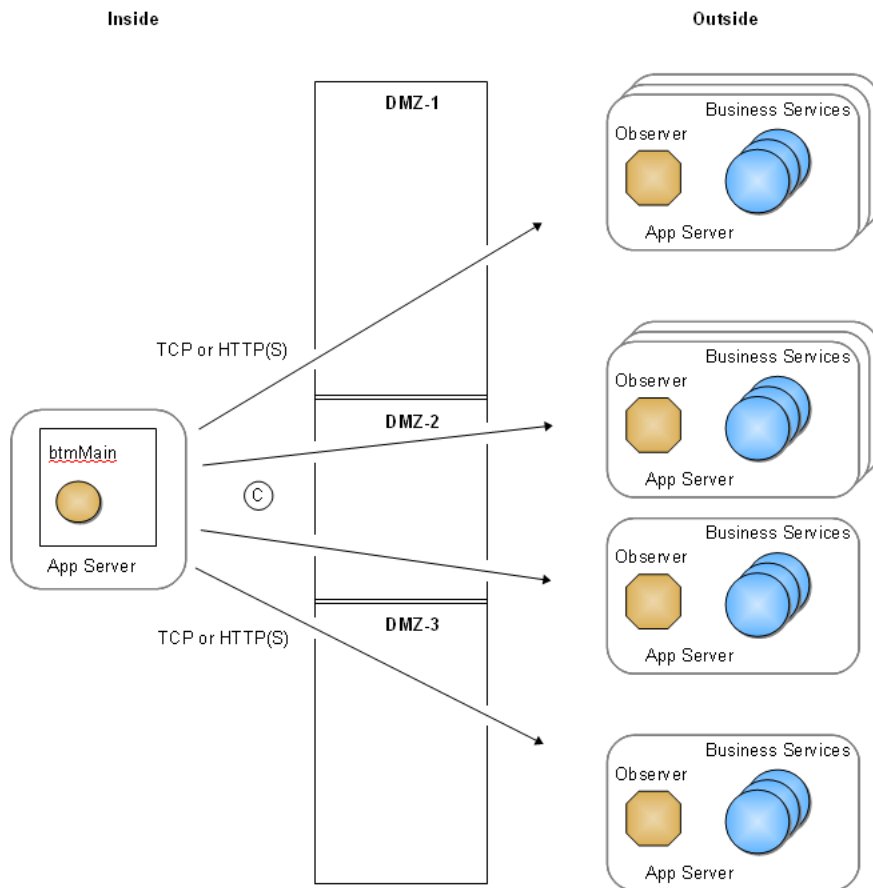 Inside
Outside
DMZ-1
Business Services
Observer
App Server
TCP or HTTP(S)
Business Services
Observer
App Server
DMZ-2
btmMain
App Server
C
Business Services
Observer
App Server
DMZ-3
TCP or HTTP(S)
Business Services
Observer
App Server